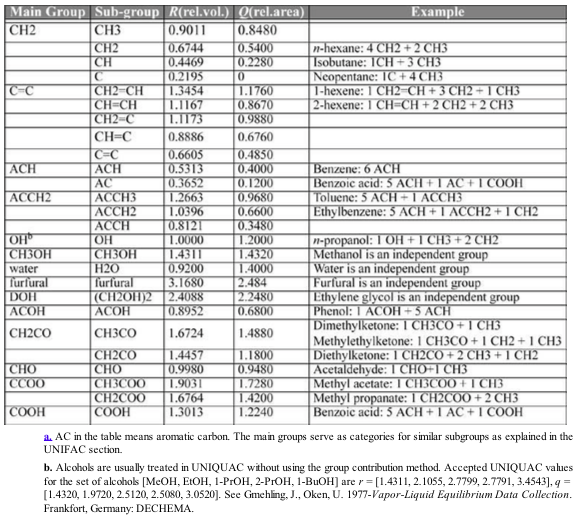 Main Group Sub-group R(rel.vol.) Q(rel.area) Example
CH2 CH3 0.9011 0.8480
CH2 0.6744 0.5400 n-hexane: 4 CH2 + 2 CH3
CH 0.4469 0.2280 Isobutane: 1CH + 3 CH3
C 0.2195 0 Neopentane: 1C + 4 CH3
C=C CH2=CH 1.3454 1.1760 1-hexene: 1 CH2=CH + 3 CH2 + 1 CH3
CH=CH 1.1167 0.8670 2-hexene: 1 CH=CH + 2 CH2 + 2 CH3
CH2=C 1.1173 0.9880
CH=C 0.8886 0.6760
C=C 0.6605 0.4850
ACH ACH 0.5313 0.4000 Benzene: 6 ACH
AC 0.3652 0.1200 Benzoic acid: 5 ACH + 1 AC + 1 COOH
ACCH2 ACCH3 1.2663 0.9680 Toluene: 5 ACH + 1 ACCH3
ACCH2 1.0396 0.6600 Ethylbenzene: 5 ACH + 1 ACCH2 + 1 CH2
ACCH 0.8121 0.3480
OHb OH 1.0000 1.2000 n-propanol: 1 OH + 1 CH3 + 2 CH2
CH3OH CH3OH 1.4311 1.4320 Methanol is an independent group
water H2O 0.9200 1.4000 Water is an independent group
furfural furfural 3.1680 2.484 Furfural is an independent group
DOH (CH2OH)2 2.4088 2.2480 Ethylene glycol is an independent group
ACOH ACOH 0.8952 0.6800 Phenol: 1 ACOH + 5 ACH
CH2CO CH3CO 1.6724 1.4880 Dimethylketone: 1 CH3CO + 1 CH3
Methylethylketone: 1 CH3CO + 1 CH2 + 1 CH3
CH2CO 1.4457 1.1800 Diethylketone: 1 CH2CO + 2 CH3 + 1 CH2
CHO CHO 0.9980 0.9480 Acetaldehyde: 1 CHO+1 CH3
CCOO CH3COO 1.9031 1.7280 Methyl acetate: 1 CH3COO + 1 CH3
CH2COO 1.6764 1.4200 Methyl propanate: 1 CH2COO + 2 CH3
COOH COOH 1.3013 1.2240 Benzoic acid: 5 ACH + 1 AC + 1 COOH
a. AC in the table means aromatic carbon. The main groups serve as categories for similar subgroups as explained in the
UNIFAC section.
b. Alcohols are usually treated in UNIQUAC without using the group contribution method. Accepted UNIQUAC values
for the set of alcohols [MeOH, EtOH, 1-PrOH, 2-PrOH, 1-BuOH] are r = [1.4311, 2.1055, 2.7799, 2.7791, 3.4543], q =
[1.4320, 1.9720, 2.5120, 2.5080, 3.0520]. See Gmehling, J., Oken, U. 1977-Vapor-Liquid Equilibrium Data Collection.
Frankfort, Germany: DECHEMA.